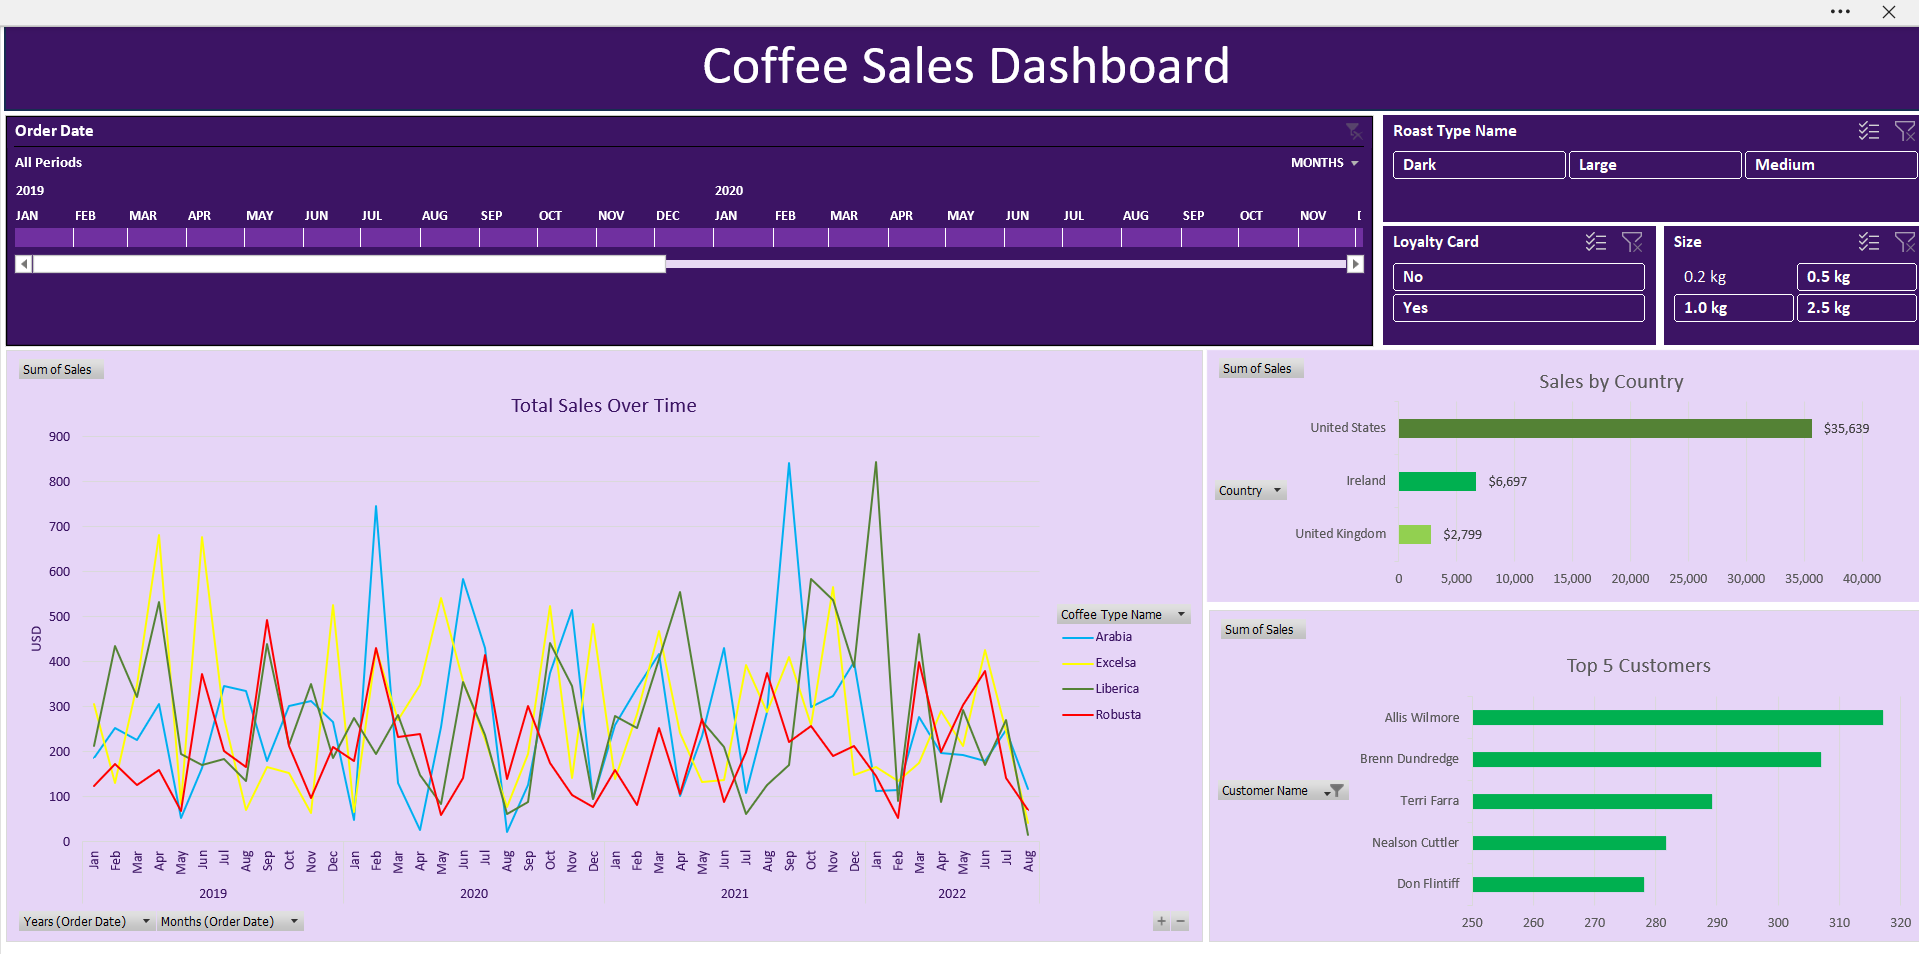 Coffee Sales Dashboard
Order Date
All Periods
MONTHS
2019 2020
JAN FEB MAR APR MAY JUN JUL AUG SEP OCT NOV DEC JAN FEB MAR APR MAY JUN JUL AUG SEP OCT NOV
Roast Type Name
Dark Large Medium
Loyalty Card
No
Yes
Size
0.2 kg 0.5 kg
1.0 kg 2.5 kg
Sum of Sales
Total Sales Over Time
900
800
700
600
500
400
300
200
100
0
USD
Jan Feb Mar Apr May Jun Jul Aug Sep Oct Nov Dec Jan Feb Mar Apr May Jun Jul Aug Sep Oct Nov Dec Jan Feb Mar Apr May Jun Jul Aug Sep Oct Nov Dec Jan Feb Mar Apr May Jun Jul Aug
2019 2020 2021 2022
Years (Order Date) Months (Order Date)
Coffee Type Name
Arabia
Excelsa
Liberica
Robusta
Sum of Sales
Sales by Country
Country
United States $35,639
Ireland $6,697
United Kingdom $2,799
0 5,000 10,000 15,000 20,000 25,000 30,000 35,000 40,000
Sum of Sales
Top 5 Customers
Customer Name
Allis Wilmore
Brenn Dundredge
Terri Farra
Nealson Cuttler
Don Flintiff
250 260 270 280 290 300 310 320